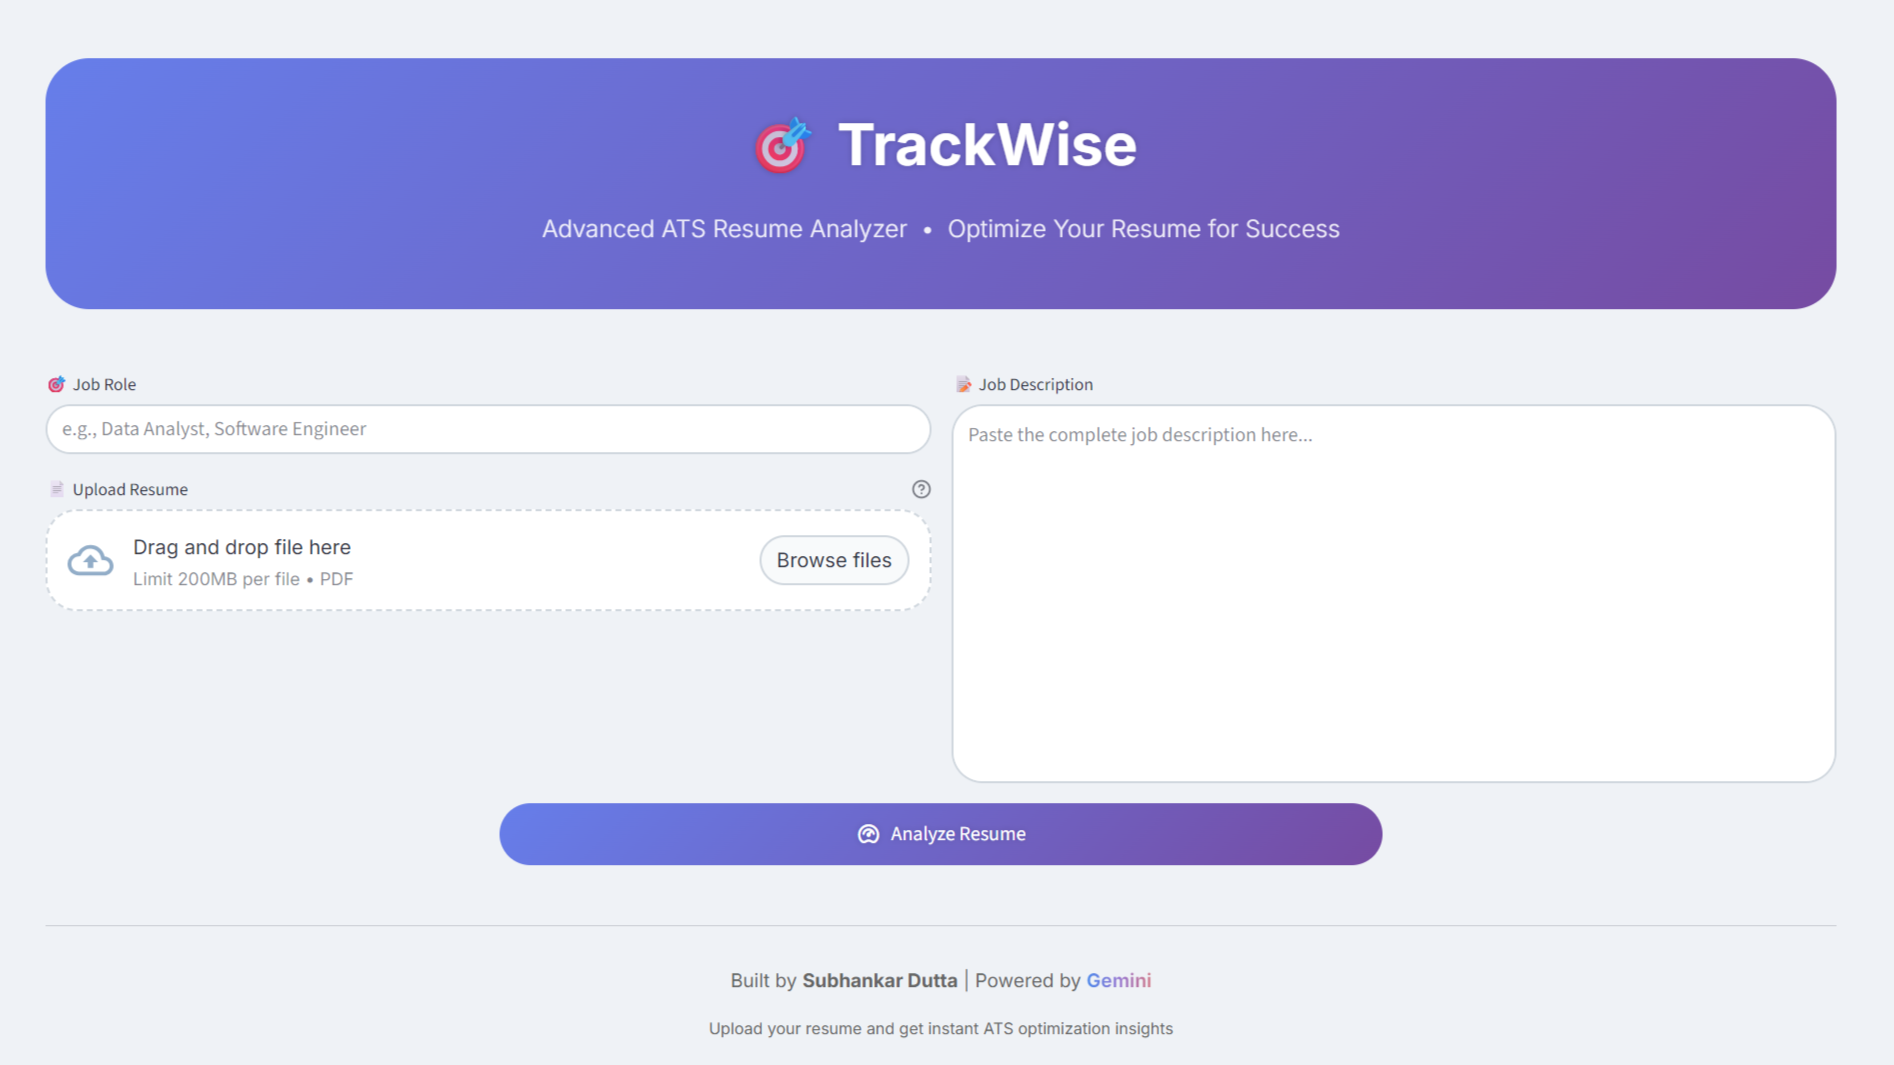 TrackWise
Advanced ATS Resume Analyzer • Optimize Your Resume for Success
Job Role
e.g., Data Analyst, Software Engineer
Upload Resume
Drag and drop file here
Limit 200MB per file • PDF
Browse files
Job Description
Paste the complete job description here...
Analyze Resume
Built by Subhankar Dutta | Powered by Gemini
Upload your resume and get instant ATS optimization insights